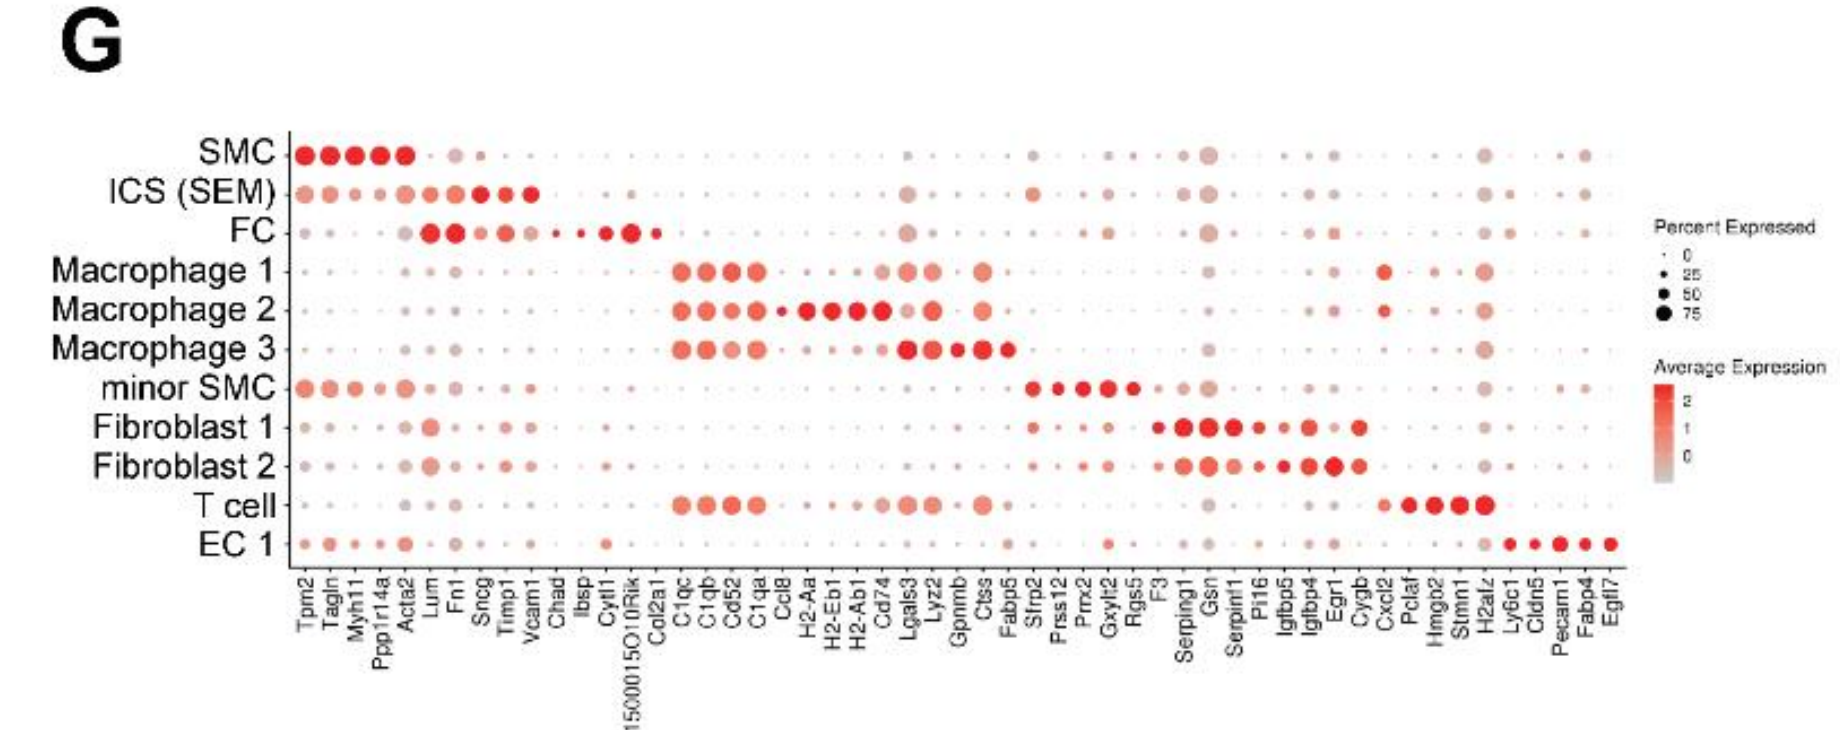 G
SMC
ICS (SEM)
FC
Macrophage 1
Macrophage 2
Macrophage 3
minor SMC
Fibroblast 1
Fibroblast 2
T cell
EC 1
Tpm2
Tagln
Myh11
Ppp1r14a
Acta2
Lum
Fn1
Sncg
Timp1
Vcam1
Chad
Ibsp
Cytl1
1500015O10Rik
Col2a1
C1qc
C1qb
Cd52
C1qa
Ccl8
H2-Aa
H2-Eb1
H2-Ab1
Cd74
Lgals3
Lyz2
Gpnmb
Ctss
Fabp5
Sfrp2
Prss12
Prrx2
Gxylt2
Rgs5
F3
Serping1
Gsn
Serpinf1
Pi16
Igfbp5
Igfbp4
Egr1
Cygb
Cxcl2
Pclaf
Hmgb2
Stmn1
H2afz
Ly6c1
Cldn5
Pecam1
Fabp4
Egfl7
Percent Expressed
0
25
50
75
Average Expression
2
1
0